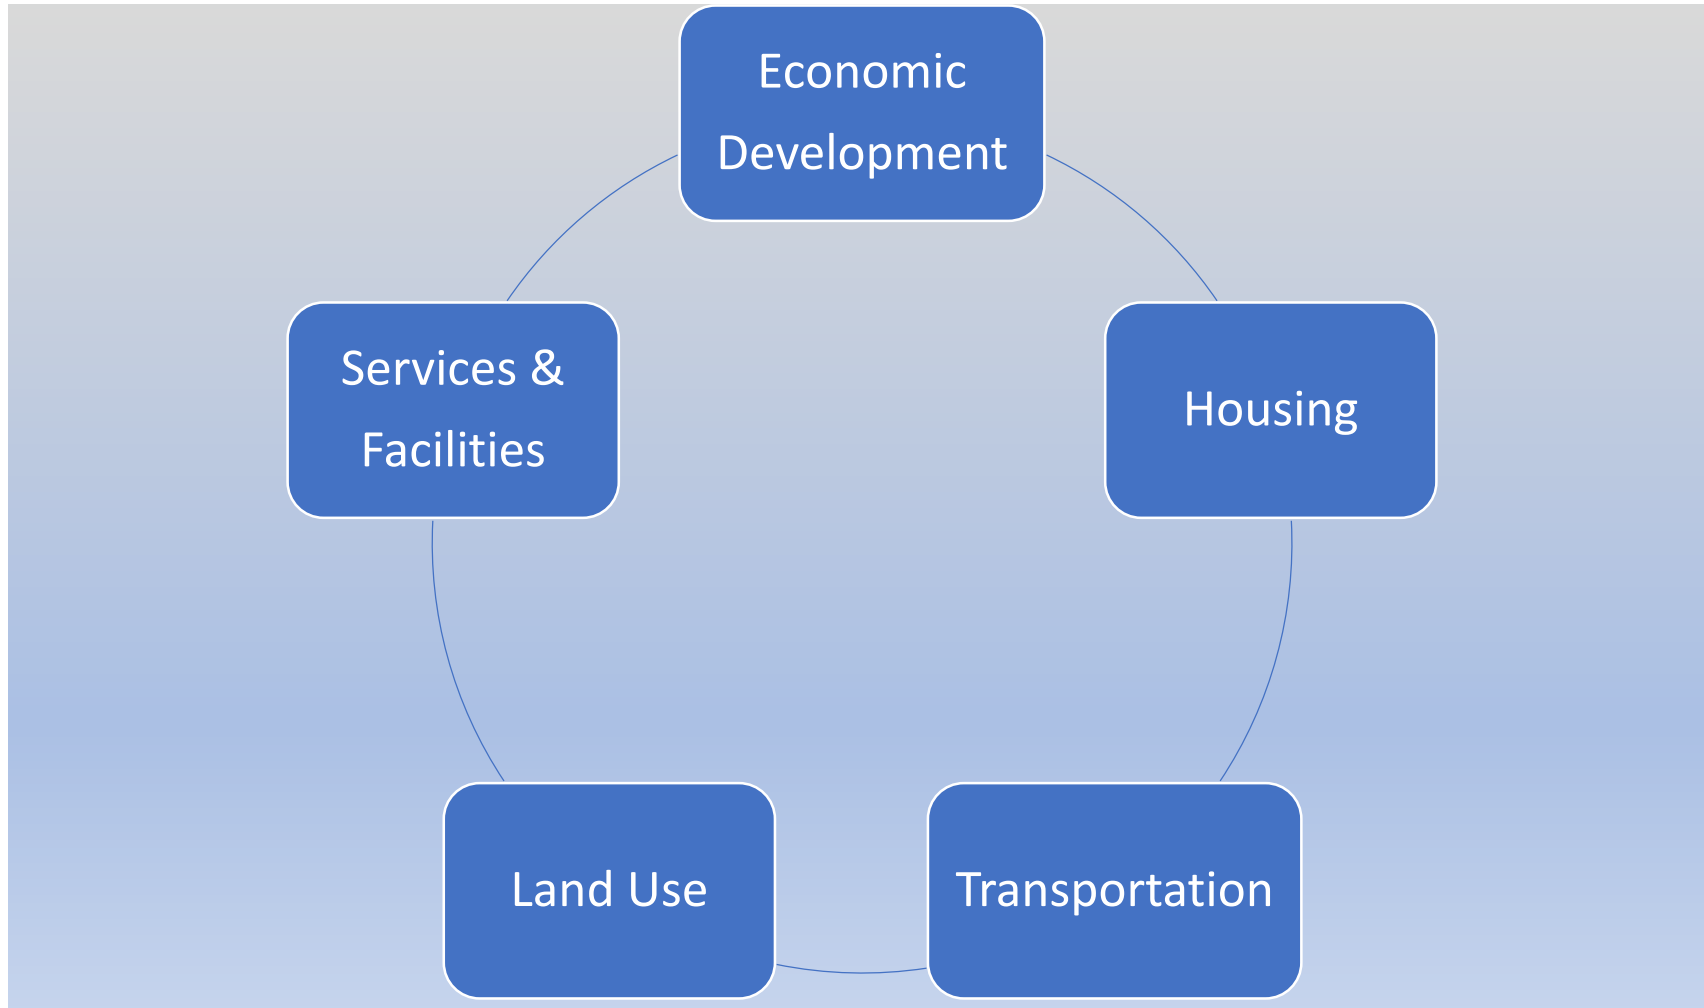 Economic
Development
Services &
Facilities
Housing
Land Use
Transportation